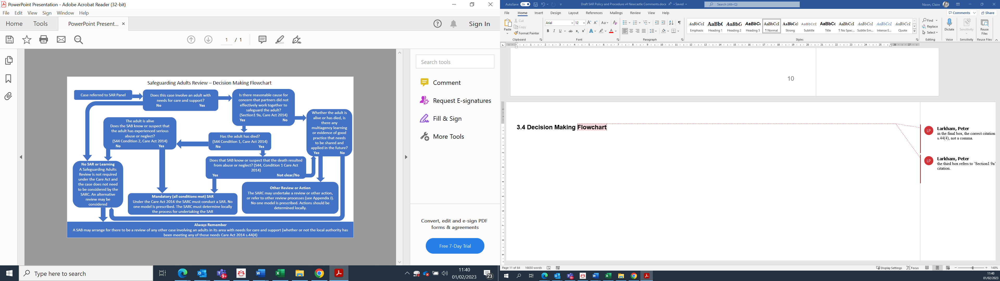 PowerPoint Presentation - Adobe Acrobat Reader (32-bit)
File Edit View Sign Window Help
Home Tools PowerPoint Present... ×
Sign In
1 / 1
Safeguarding Adults Review – Decision Making Flowchart
Case referred to SAR Panel
Does this case involve an adult with
needs for care and support?
No Yes
Is there reasonable cause for
concern that partners did not
effectively work together to
safeguard the adult?
(Section1 9a, Care Act 2014)
Yes No
Whether the adult is
alive or has died, is
there any
multiagency learning
or evidence of good
practice that needs
to be shared and
applied in the future?
Yes No
The adult is alive
Does the SAB know or suspect that
the adult has experienced serious
abuse or neglect?
(S44 Condition 2, Care Act 2014)
No Yes
Has the adult has died?
(S44 Condition 1, Care Act 2014)
No Yes
Does that SAB know or suspect that the death resulted
from abuse or neglect? (S44, Condition 1 Care Act
2014)
Yes Not clear/No
No SAR or Learning
A Safeguarding Adults
Review is not required
under the Care Act and
the case does not need
to be considered by the
SARC. An alternative
review may be
considered
Mandatory (all conditions met) SAR
Under the Care Act 2014 the SARC must conduct a SAR. No
one model is prescribed. The SARC must determine locally
the process for undertaking the SAR
Other Review or Action
The SARC may undertake a review or other action,
or refer to other review processes (see Appendix J).
No one model is prescribed. Actions should be
determined locally.
Always Remember
A SAB may arrange for there to be a review of any other case involving an adults in its area with needs for care and support (whether or not the local authority has
been meeting any of those needs Care Act 2014 s.44(4)
Search tools
Comment
Request E-signatures
Fill & Sign
More Tools
Convert, edit and e-sign PDF
forms & agreements
Free 7-Day Trial
Type here to search
9+
11:40
01/02/2023
23
AutoSave On
Draft SAR Policy and Procedure v4 Newcastle Comments.docx • Saved
Search (Alt+Q)
Nixon, Claire
File Home Insert Design Layout References Mailings Review View Help
Comments Share
Paste
Cut
Copy
Format Painter
Clipboard
Arial 12
Font
Paragraph
AaBbCcL Emphasis
AaBb( Heading 1
AaBbC Heading 2
AaBbC Heading 5
AaBbCcI ¶ Normal
AaBbCcl Strong
AaBbCcD Subtitle
AaBbCc Title
AaBbCcI ¶ No Spac...
AaBbCcL Subtle Em...
AaBbCcL Intense E...
AaBbCcL Quote
Styles
Find
Replace
Select
Editing
Dictate
Voice
Sensitivity
Sensitivity
Reuse
Files
Reuse Files
10
3.4 Decision Making Flowchart
LP
Larkham, Peter
in the final box, the correct citation
s.44(4), not a comma.
LP
Larkham, Peter
the third box refers to ‘Section1 9a’
citation.
Page 11 of 64 16650 words
Display Settings Focus
148%
9+
11:40
01/02/2023